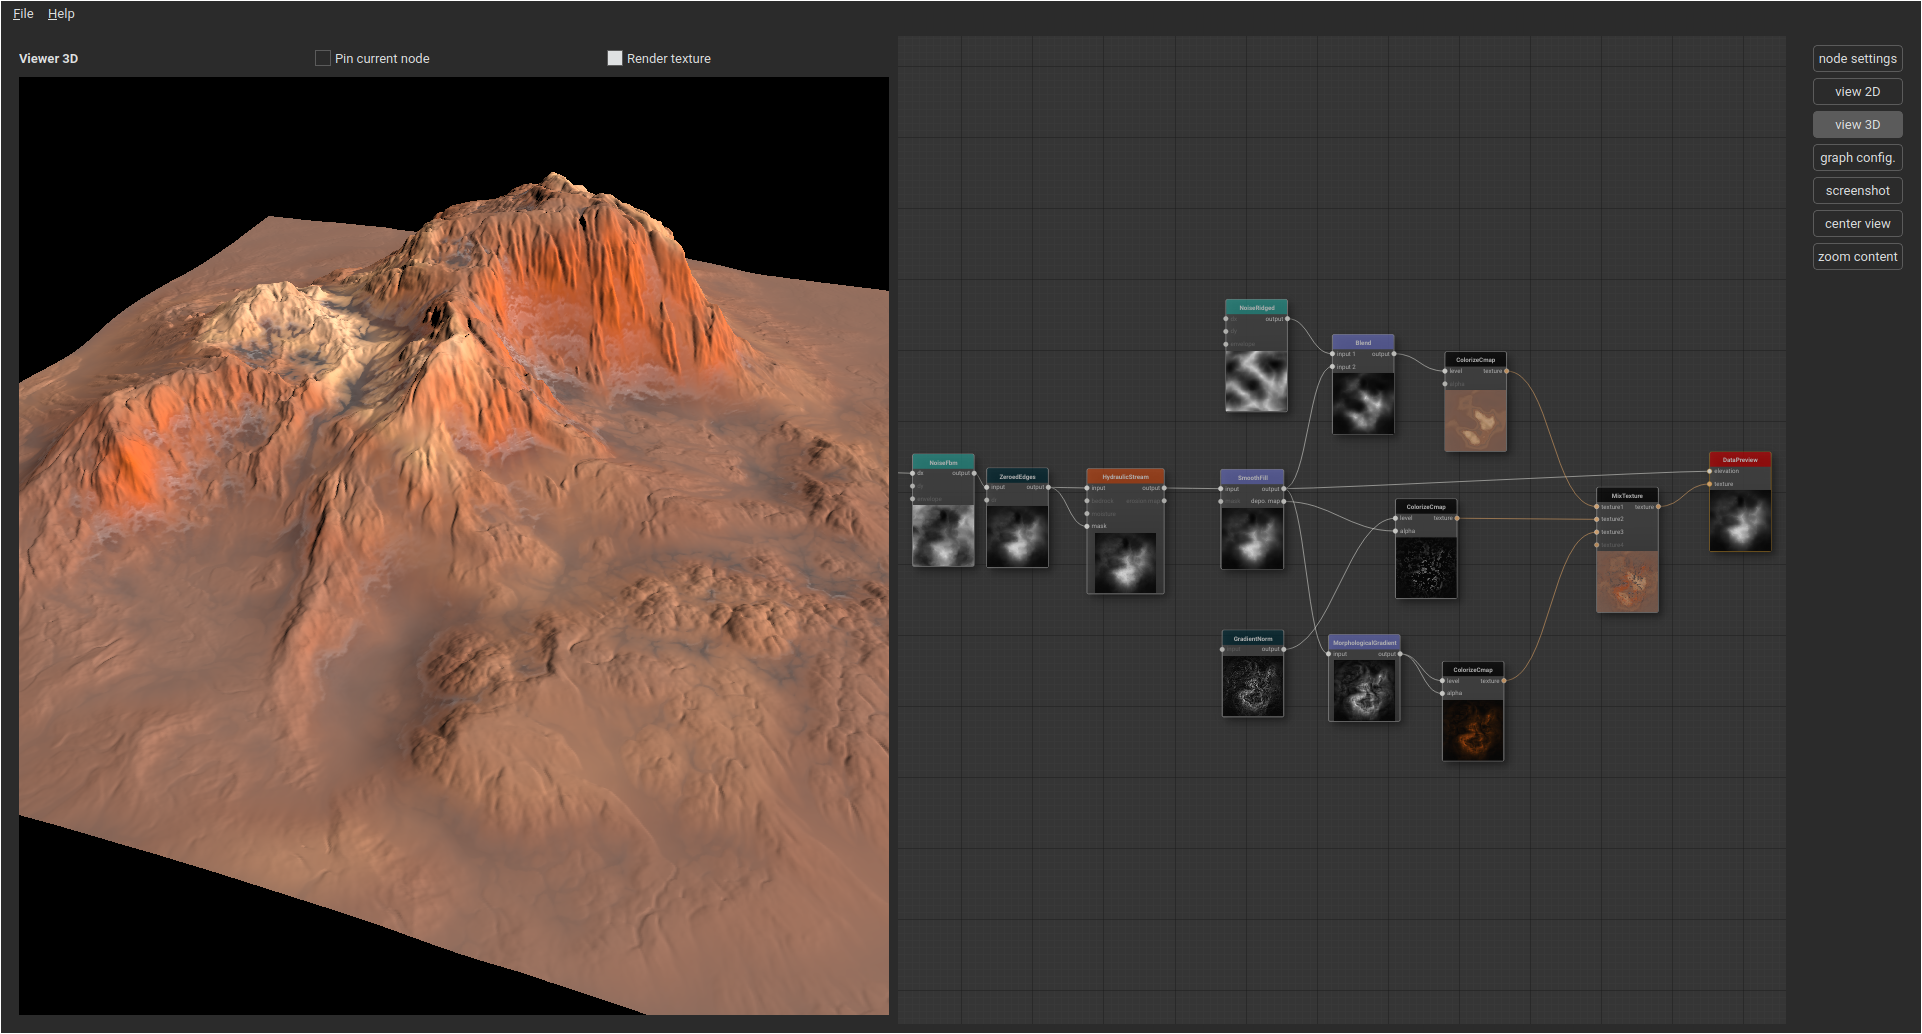 File Help
Viewer 3D
Pin current node
Render texture
node settings
view 2D
view 3D
graph config.
screenshot
center view
zoom content
NoiseRidged
dx output
dy
envelope
Blend
input 1 output
input 2
ColorizeCmap
level texture
alpha
NoiseFbm
dx output
dy
envelope
ZeroedEdges
input output
dr
HydraulicStream
input output
bedrock erosion map
moisture
mask
SmoothFill
input output
depo. map
ColorizeCmap
level texture
alpha
MixTexture
texture1 texture
texture2
texture3
texture4
DataPreview
elevation
texture
GradientNorm
input output
MorphologicalGradient
input output
ColorizeCmap
level texture
alpha